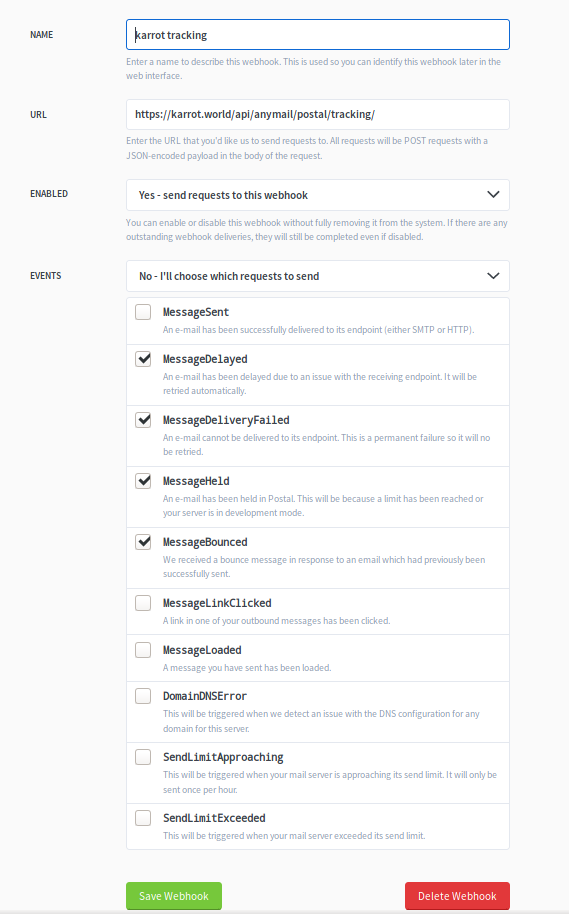 NAME
karrot tracking
Enter a name to describe this webhook. This is used so you can identify this webhook later in the
web interface.
URL
https://karrot.world/api/anymail/postal/tracking/
Enter the URL that you'd like us to send requests to. All requests will be POST requests with a
JSON-encoded payload in the body of the request.
ENABLED
Yes - send requests to this webhook
You can enable or disable this webhook without fully removing it from the system. If there are any
outstanding webhook deliveries, they will still be completed even if disabled.
EVENTS
No - I'll choose which requests to send
MessageSent
An e-mail has been successfully delivered to its endpoint (either SMTP or HTTP).
MessageDelayed
An e-mail has been delayed due to an issue with the receiving endpoint. It will be
retried automatically.
MessageDeliveryFailed
An e-mail cannot be delivered to its endpoint. This is a permanent failure so it will no
be retried.
MessageHeld
An e-mail has been held in Postal. This will be because a limit has been reached or
your server is in development mode.
MessageBounced
We received a bounce message in response to an email which had previously been
successfully sent.
MessageLinkClicked
A link in one of your outbound messages has been clicked.
MessageLoaded
A message you have sent has been loaded.
DomainDNSError
This will be triggered when we detect an issue with the DNS configuration for any
domain for this server.
SendLimitApproaching
This will be triggered when your mail server is approaching its send limit. It will only be
sent once per hour.
SendLimitExceeded
This will be triggered when your mail server exceeded its send limit.
Save Webhook
Delete Webhook